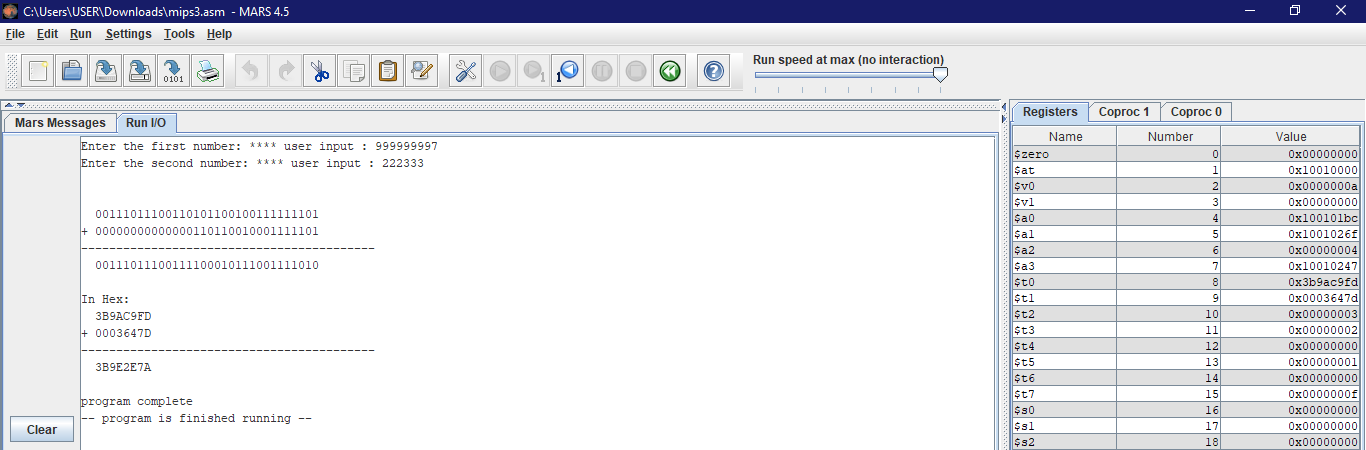 C:\Users\USER\Downloads\mips3.asm - MARS 4.5
File Edit Run Settings Tools Help
Run speed at max (no interaction)
Mars Messages Run I/O
Enter the first number: **** user input : 999999997
Enter the second number: **** user input : 222333
00111011100110101100100111111101
+ 00000000000000110110010001111101
------------------------------------------
00111011100111100010111001111010
In Hex:
3B9AC9FD
+ 0003647D
------------------------------------------
3B9E2E7A
program complete
-- program is finished running --
Clear
Registers Coproc 1 Coproc 0
Name Number Value
$zero 0 0x00000000
$at 1 0x10010000
$v0 2 0x0000000a
$v1 3 0x00000000
$a0 4 0x100101bc
$a1 5 0x1001026f
$a2 6 0x00000004
$a3 7 0x10010247
$t0 8 0x3b9ac9fd
$t1 9 0x0003647d
$t2 10 0x00000003
$t3 11 0x00000002
$t4 12 0x00000000
$t5 13 0x00000001
$t6 14 0x00000000
$t7 15 0x0000000f
$s0 16 0x00000000
$s1 17 0x00000000
$s2 18 0x00000000